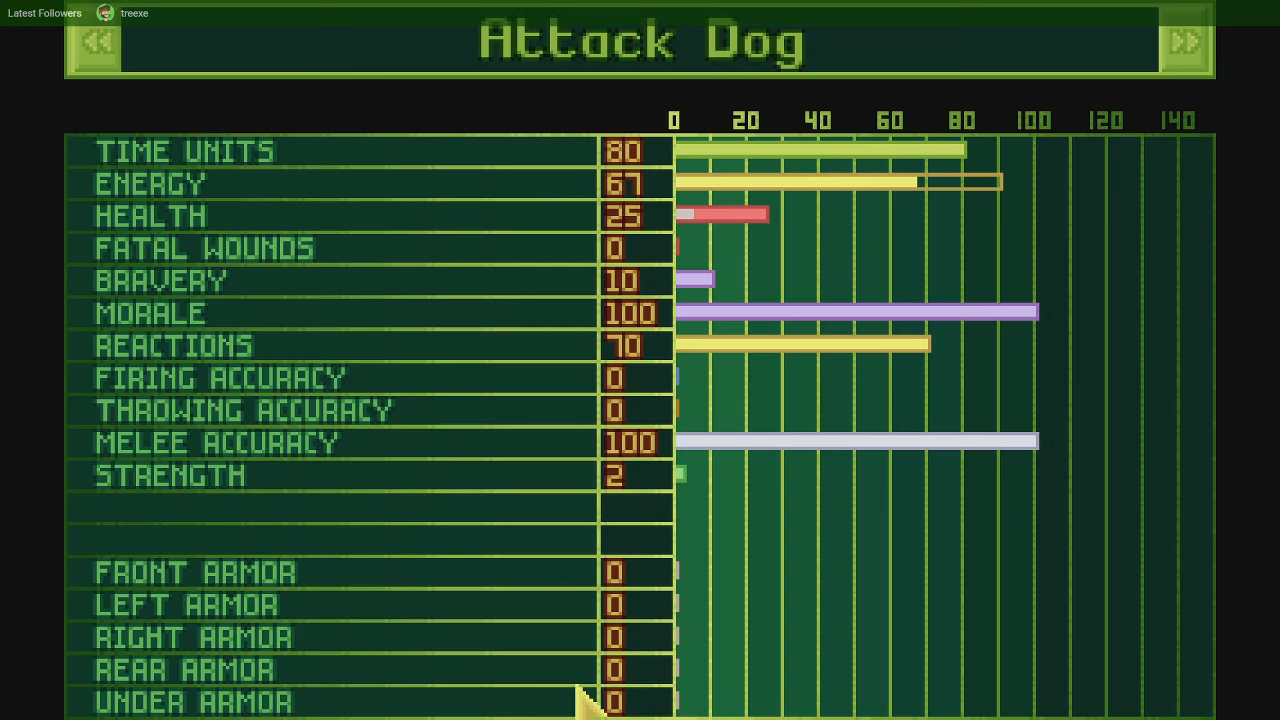 Latest Followers treexe
Attack Dog
0 20 40 60 80 100 120 140
TIME UNITS 80
ENERGY 67
HEALTH 25
FATAL WOUNDS 0
BRAVERY 10
MORALE 100
REACTIONS 70
FIRING ACCURACY 0
THROWING ACCURACY 0
MELEE ACCURACY 100
STRENGTH 2
FRONT ARMOR 0
LEFT ARMOR 0
RIGHT ARMOR 0
REAR ARMOR 0
UNDER ARMOR 0